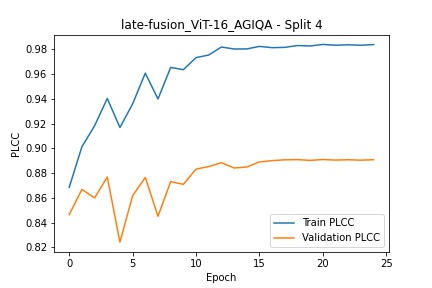 late-fusion_ViT-16_AGIQA - Split 4
0.98
0.96
0.94
0.92
0.90
0.88
0.86
0.84
0.82
PLCC
Train PLCC
Validation PLCC
0 5 10 15 20 25
Epoch